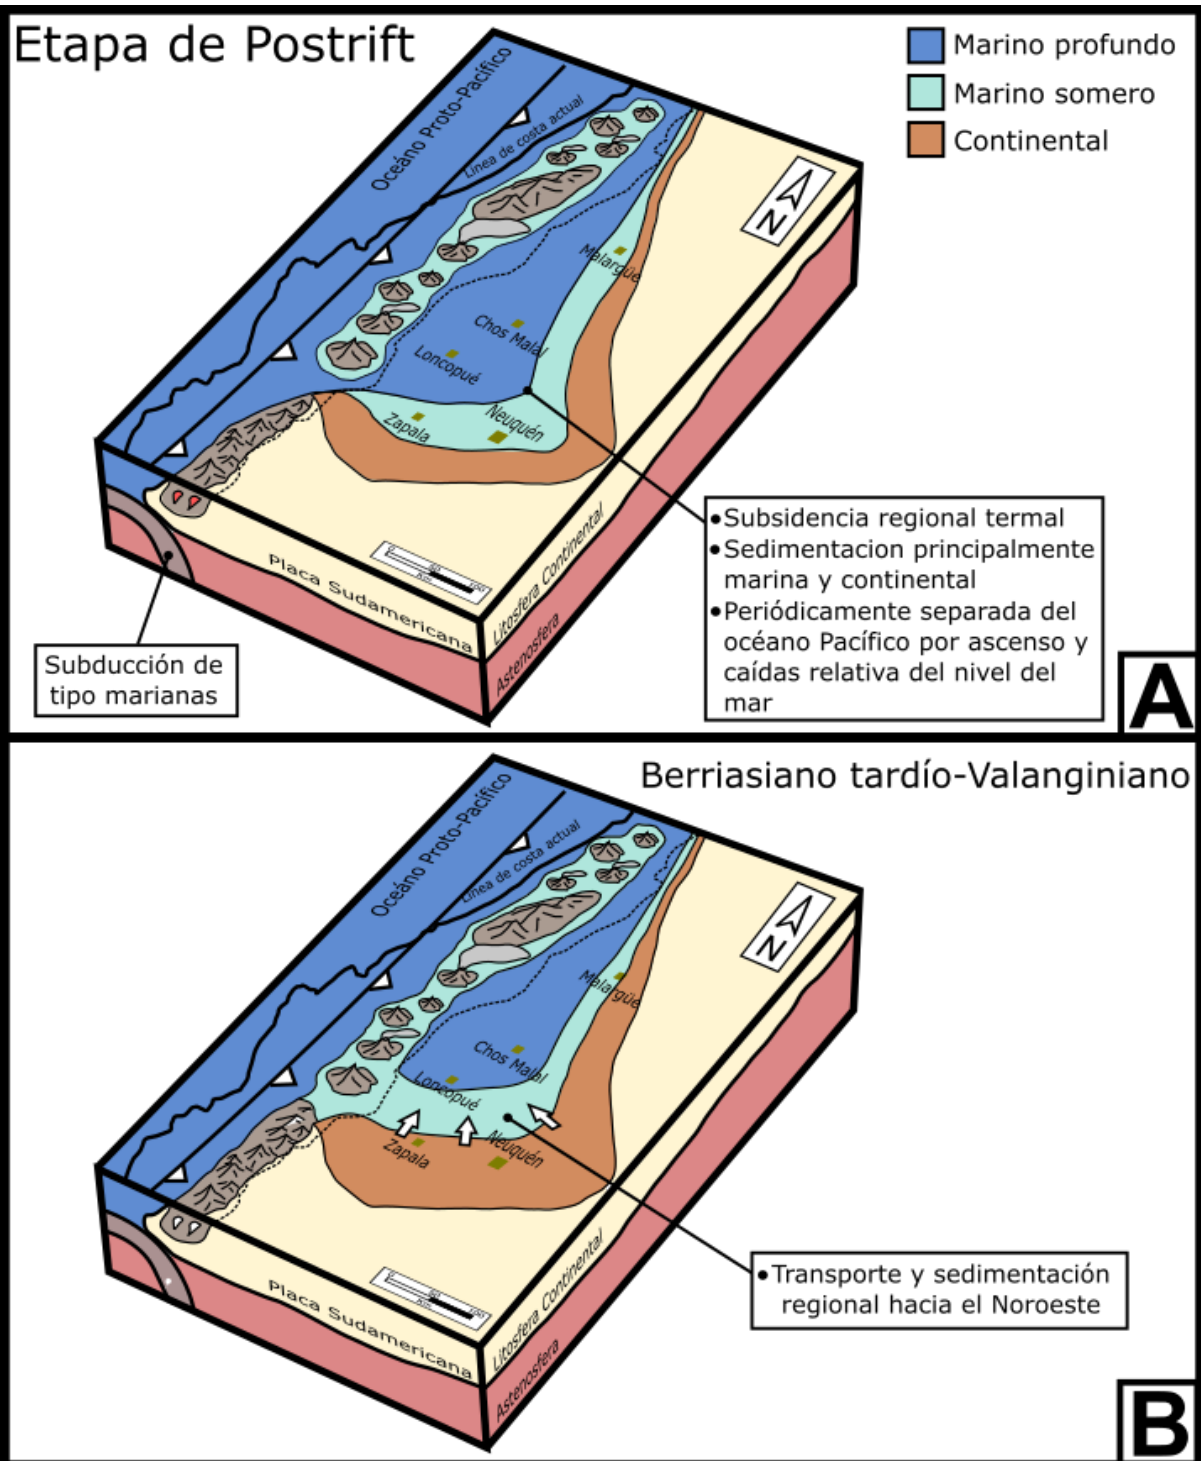 Etapa de Postrift
Marino profundo
Marino somero
Continental
Océano Proto-Pacífico
Línea de costa actual
N
Malargüe
Chos Malal
Loncopué
Zapala
Neuquén
•Subsidencia regional termal
•Sedimentacion principalmente
marina y continental
•Periódicamente separada del
océano Pacífico por ascenso y
caídas relativa del nivel del
mar
Placa Sudamericana
Litosfera Continental
Astenosfera
Km
Subducción de
tipo marianas
A
Berriasiano tardío-Valanginiano
Océano Proto-Pacífico
Línea de costa actual
N
Malargüe
Chos Malal
Loncopué
Zapala
Neuquén
•Transporte y sedimentación
regional hacia el Noroeste
Placa Sudamericana
Litosfera Continental
Astenosfera
Km
B